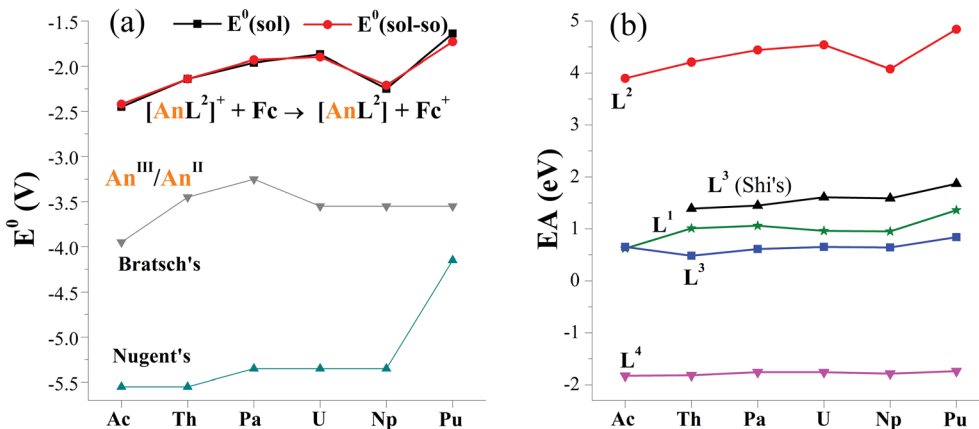 (a)
E⁰(sol)
E⁰(sol-so)
[AnL²]⁺ + Fc → [AnL²] + Fc⁺
Anᴵᴵᴵ/Anᴵᴵ
Bratsch's
Nugent's
E⁰ (V)
-1.5
-2.0
-2.5
-3.0
-3.5
-4.0
-4.5
-5.0
-5.5
Ac Th Pa U Np Pu
(b)
L²
L³ (Shi's)
L¹
L³
L⁴
EA (eV)
5
4
3
2
1
0
-1
-2
Ac Th Pa U Np Pu